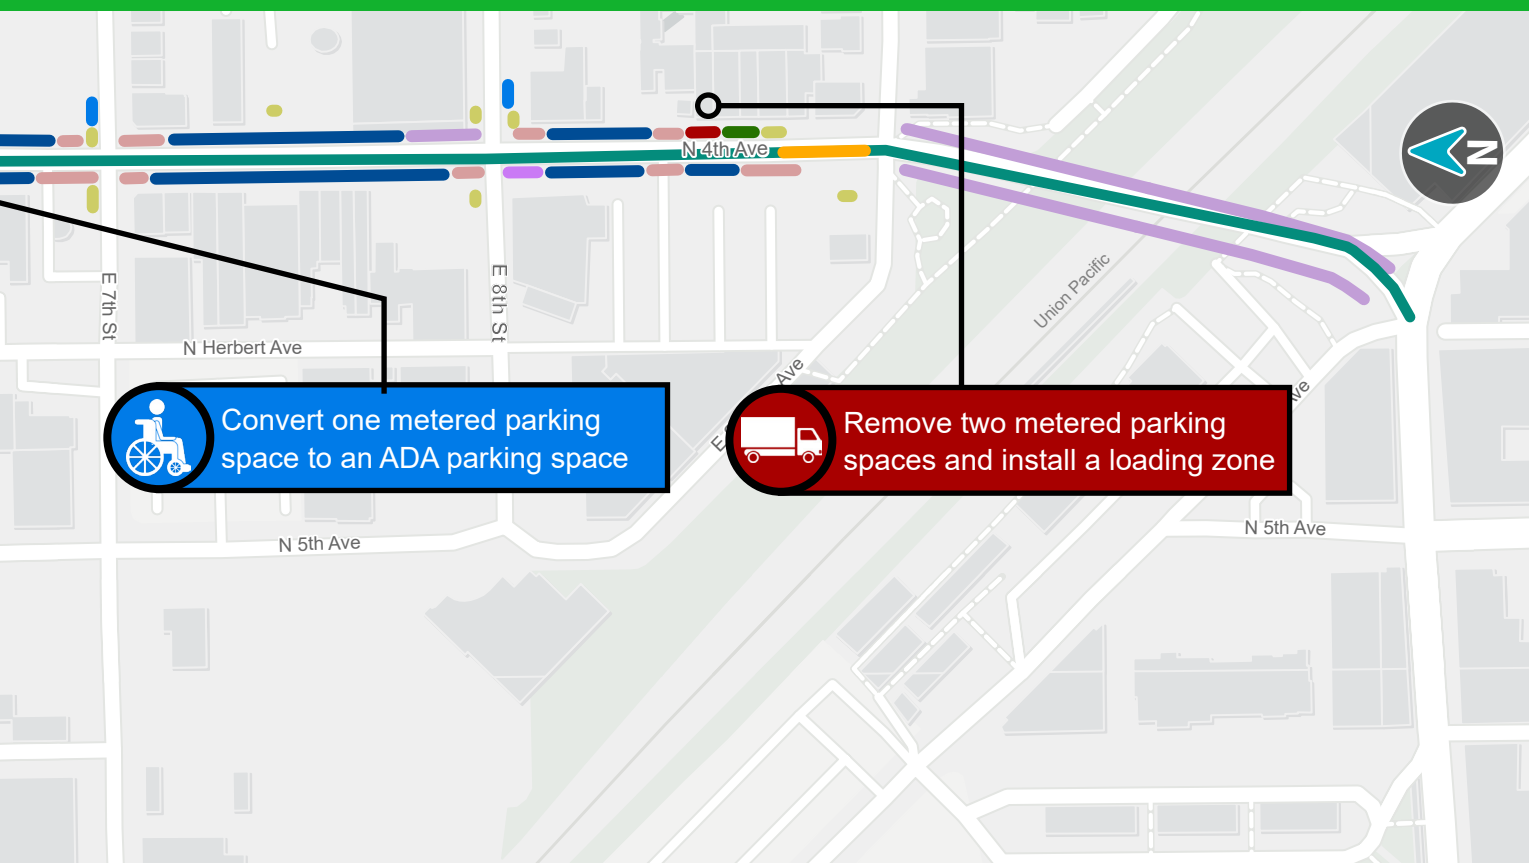 N 4th Ave
N
E 7th St
E 8th St
Union Pacific
N Herbert Ave
Ave
Convert one metered parking
space to an ADA parking space
E
Remove two metered parking
spaces and install a loading zone
N 5th Ave
N 5th Ave